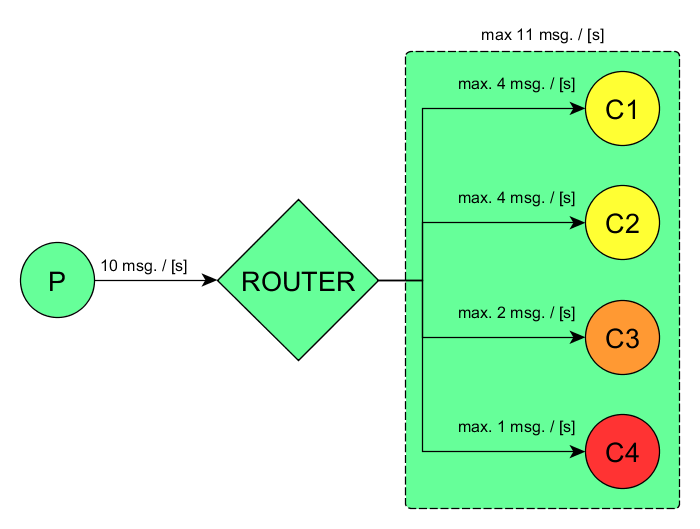 max 11 msg. / [s]
max. 4 msg. / [s]
C1
max. 4 msg. / [s]
C2
10 msg. / [s]
P
ROUTER
max. 2 msg. / [s]
C3
max. 1 msg. / [s]
C4